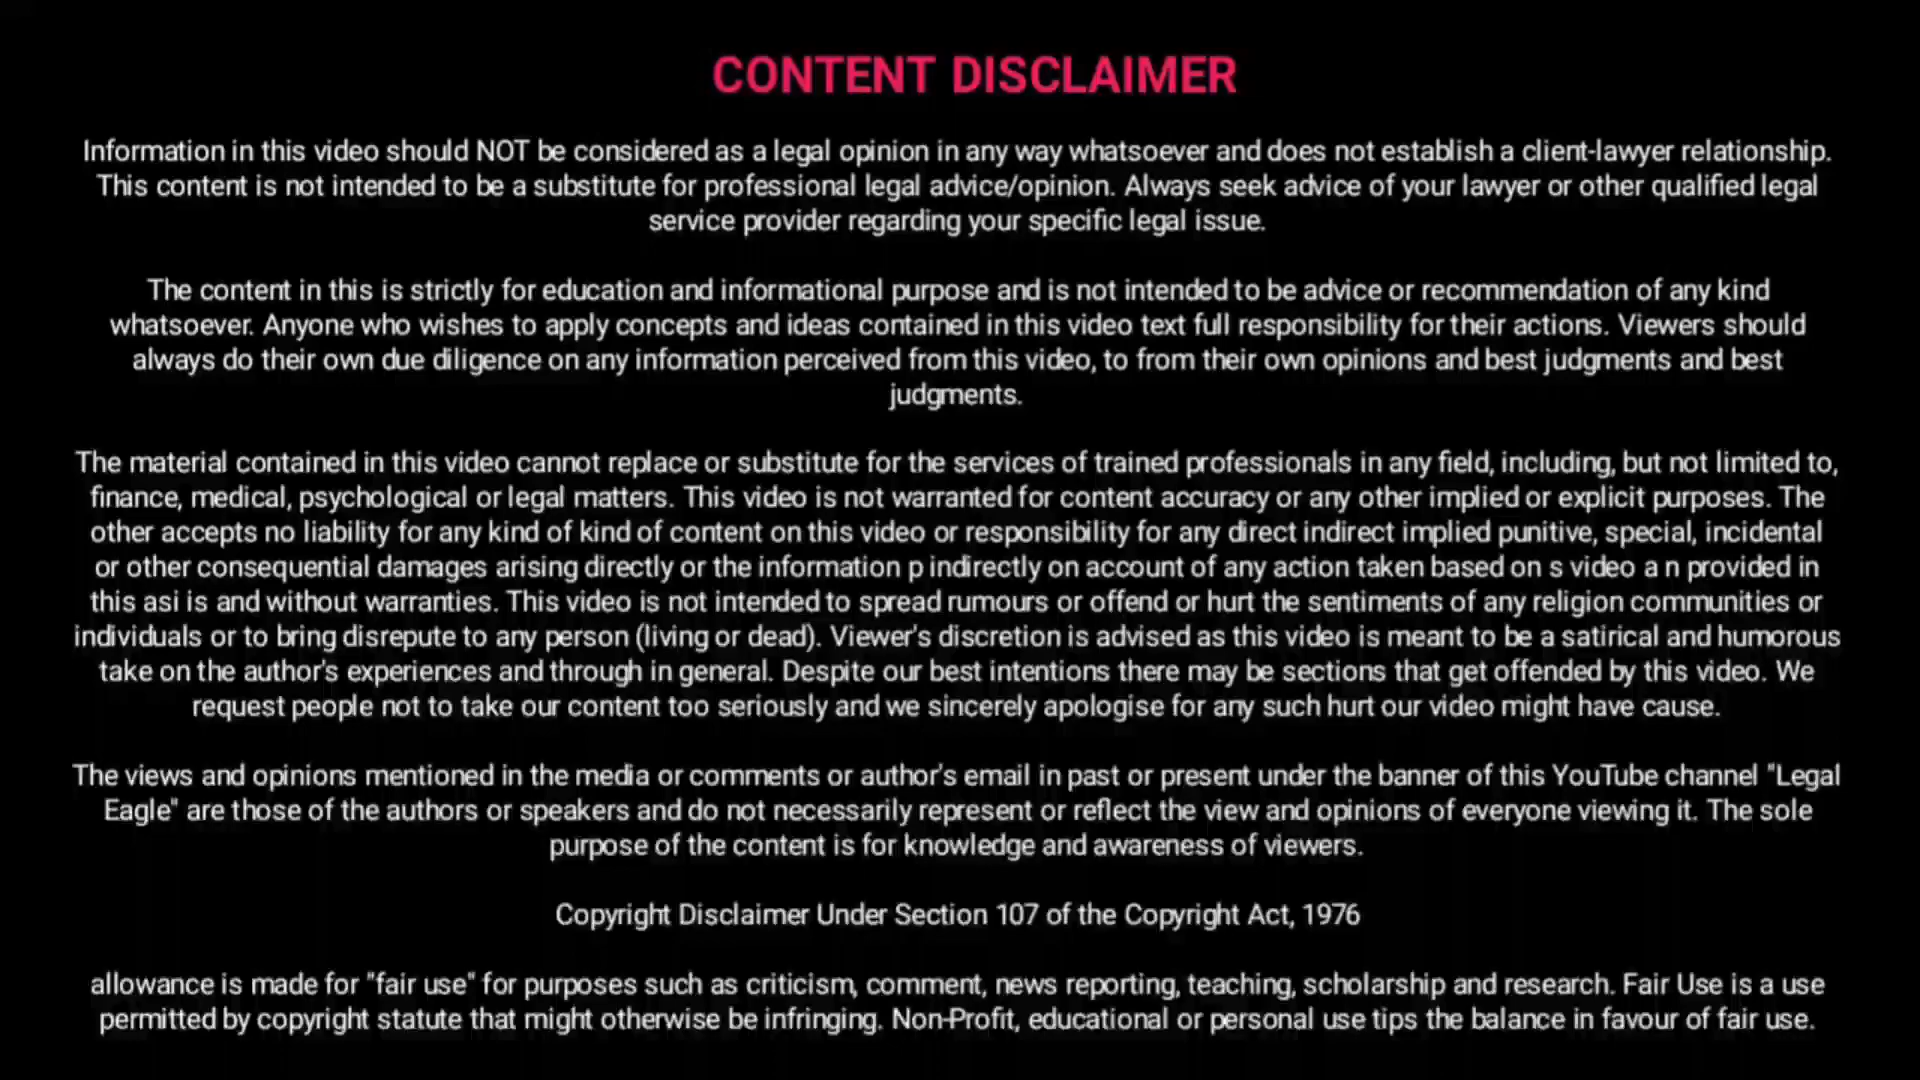 CONTENT DISCLAIMER
Information in this video should NOT be considered as a legal opinion in any way whatsoever and does not establish a client-lawyer relationship.
This content is not intended to be a substitute for professional legal advice/opinion. Always seek advice of your lawyer or other qualified legal
service provider regarding your specific legal issue.
The content in this is strictly for education and informational purpose and is not intended to be advice or recommendation of any kind
whatsoever. Anyone who wishes to apply concepts and ideas contained in this video text full responsibility for their actions. Viewers should
always do their own due diligence on any information perceived from this video, to from their own opinions and best judgments and best
judgments.
The material contained in this video cannot replace or substitute for the services of trained professionals in any field, including, but not limited to,
finance, medical, psychological or legal matters. This video is not warranted for content accuracy or any other implied or explicit purposes. The
other accepts no liability for any kind of kind of content on this video or responsibility for any direct indirect implied punitive, special, incidental
or other consequential damages arising directly or the information p indirectly on account of any action taken based on s video a n provided in
this asi is and without warranties. This video is not intended to spread rumours or offend or hurt the sentiments of any religion communities or
individuals or to bring disrepute to any person (living or dead). Viewer's discretion is advised as this video is meant to be a satirical and humorous
take on the author's experiences and through in general. Despite our best intentions there may be sections that get offended by this video. We
request people not to take our content too seriously and we sincerely apologise for any such hurt our video might have cause.
The views and opinions mentioned in the media or comments or author's email in past or present under the banner of this YouTube channel "Legal
Eagle" are those of the authors or speakers and do not necessarily represent or reflect the view and opinions of everyone viewing it. The sole
purpose of the content is for knowledge and awareness of viewers.
Copyright Disclaimer Under Section 107 of the Copyright Act, 1976
allowance is made for "fair use" for purposes such as criticism, comment, news reporting, teaching, scholarship and research. Fair Use is a use
permitted by copyright statute that might otherwise be infringing. Non-Profit, educational or personal use tips the balance in favour of fair use.